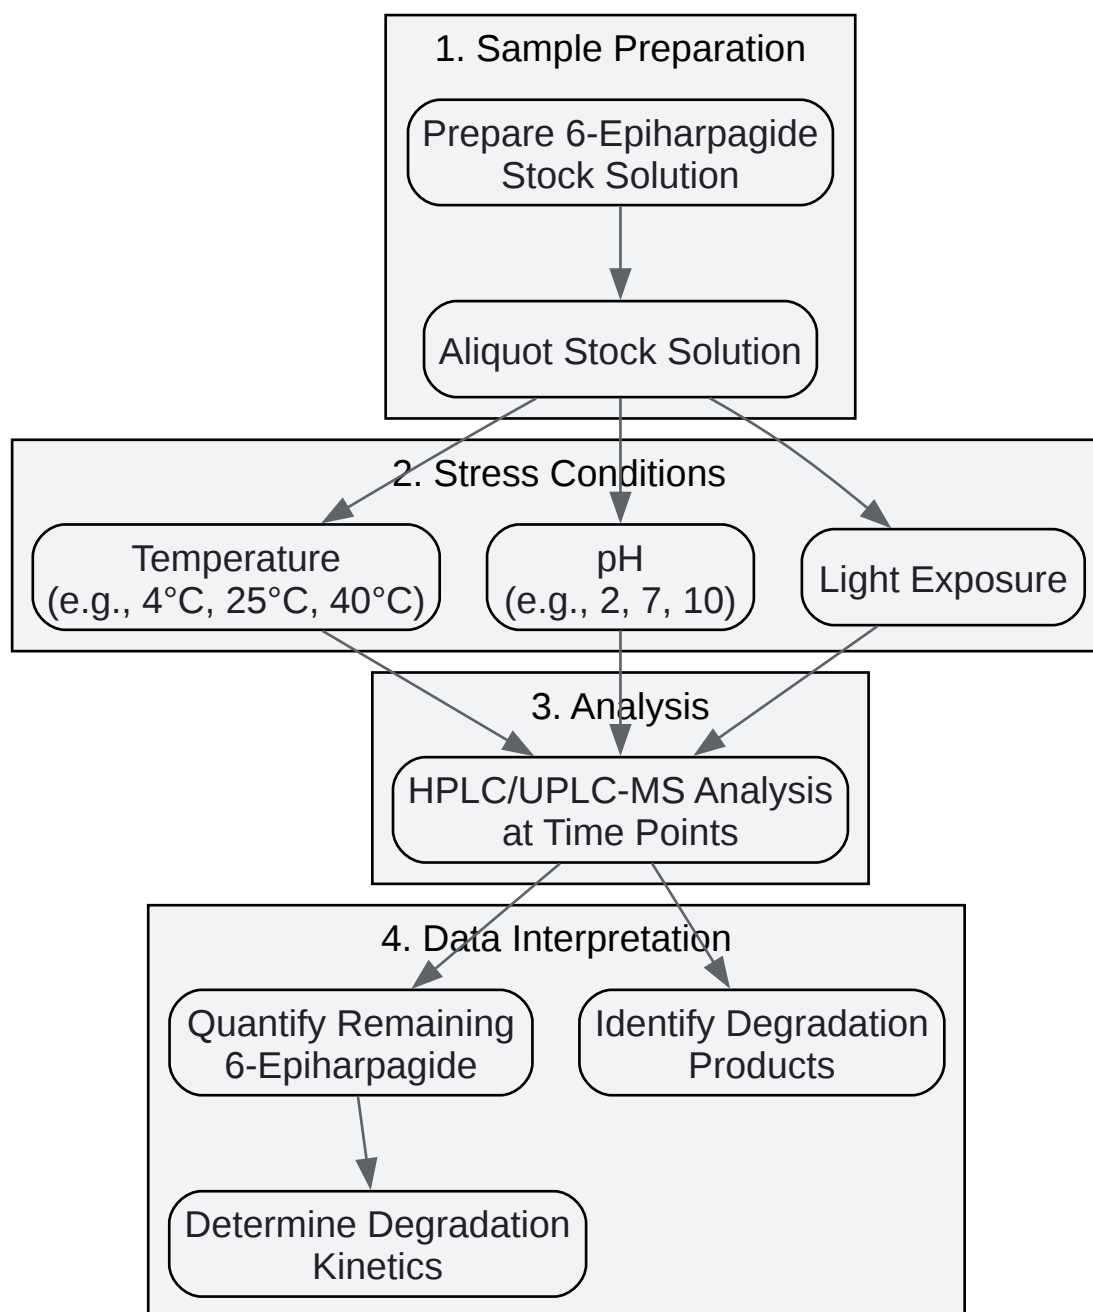 1. Sample Preparation
Prepare 6-Epiharpagide
Stock Solution
Aliquot Stock Solution
2. Stress Conditions
Temperature
(e.g., 4°C, 25°C, 40°C)
pH
(e.g., 2, 7, 10)
Light Exposure
3. Analysis
HPLC/UPLC-MS Analysis
at Time Points
4. Data Interpretation
Quantify Remaining
6-Epiharpagide
Identify Degradation
Products
Determine Degradation
Kinetics